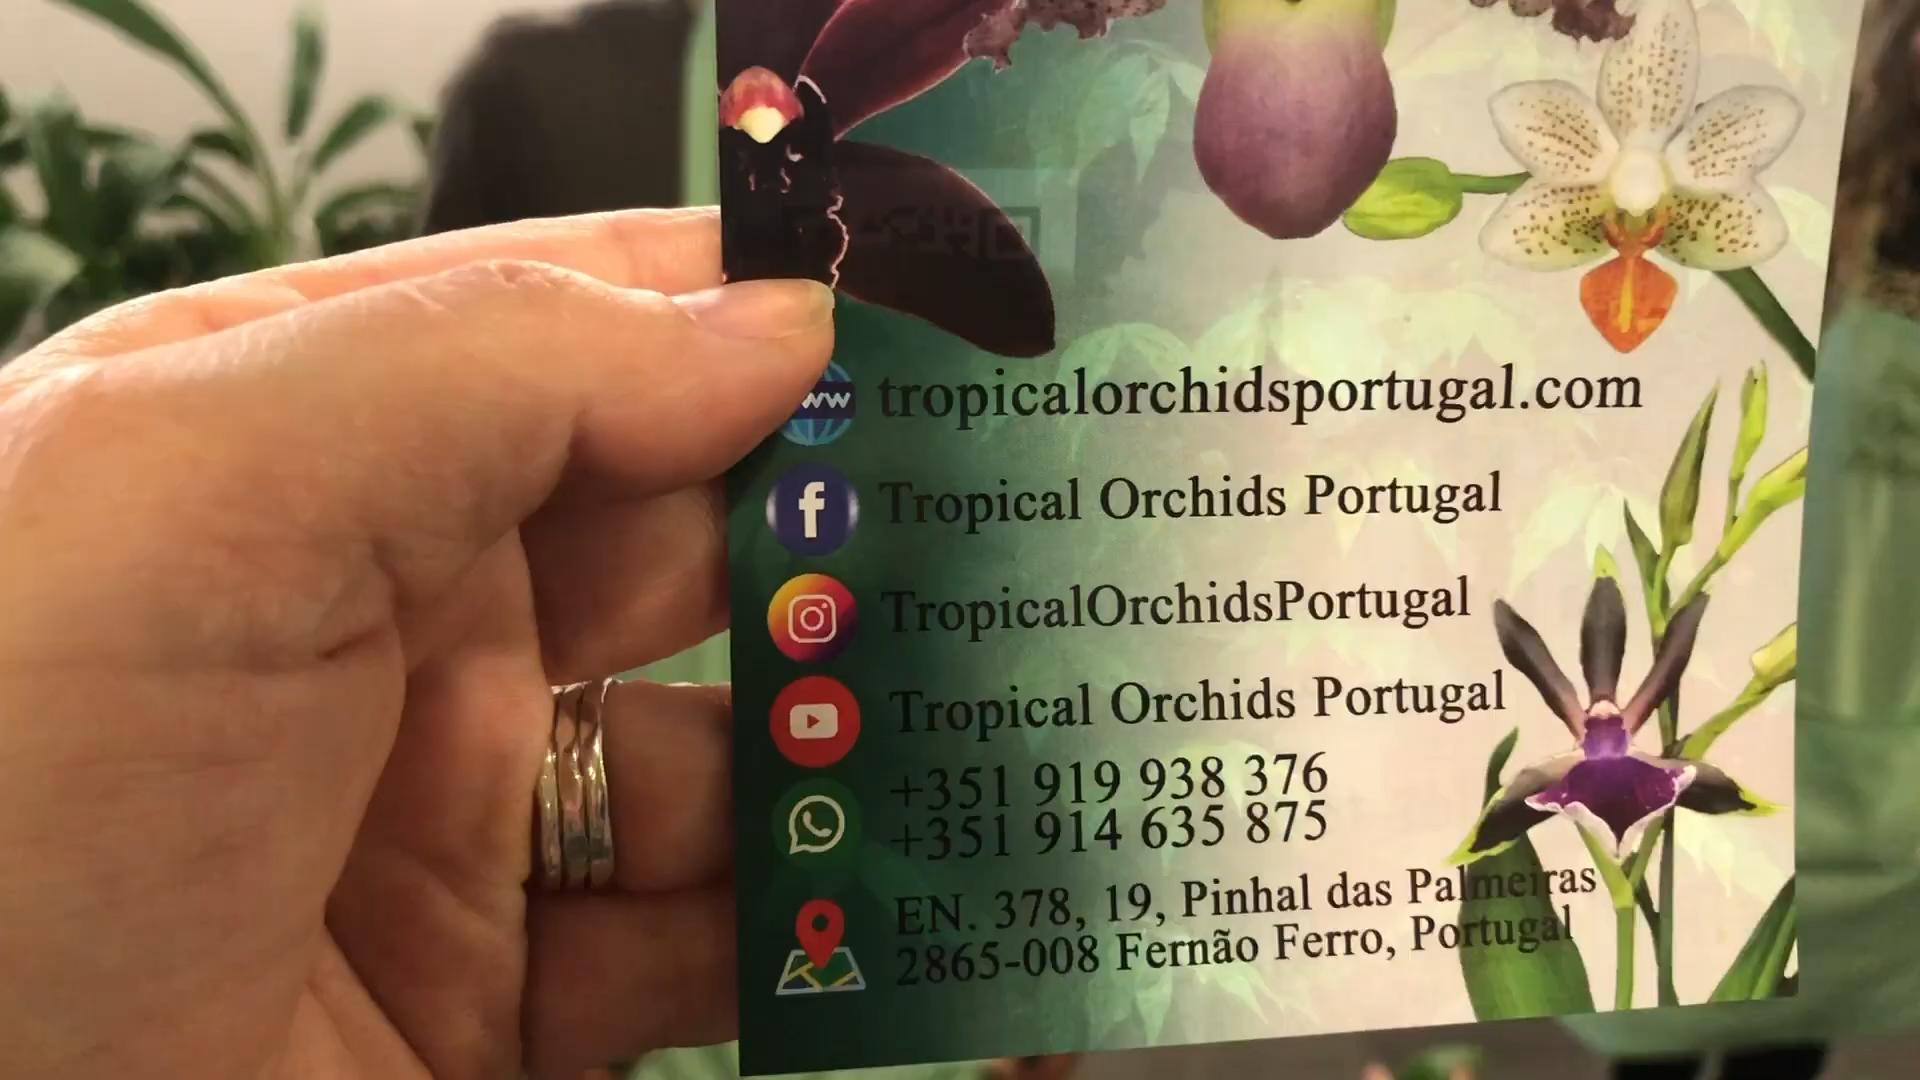 ww
tropicalorchidsportugal.com
f
Tropical Orchids Portugal
TropicalOrchidsPortugal
Tropical Orchids Portugal
+351 919 938 376
+351 914 635 875
EN. 378, 19, Pinhal das Palmeiras
2865-008 Fernão Ferro, Portugal